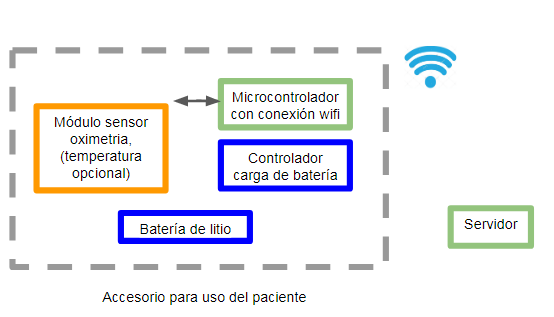 Módulo sensor
oximetria,
(temperatura
opcional)
Microcontrolador
con conexión wifi
Controlador
carga de batería
Batería de litio
Servidor
Accesorio para uso del paciente